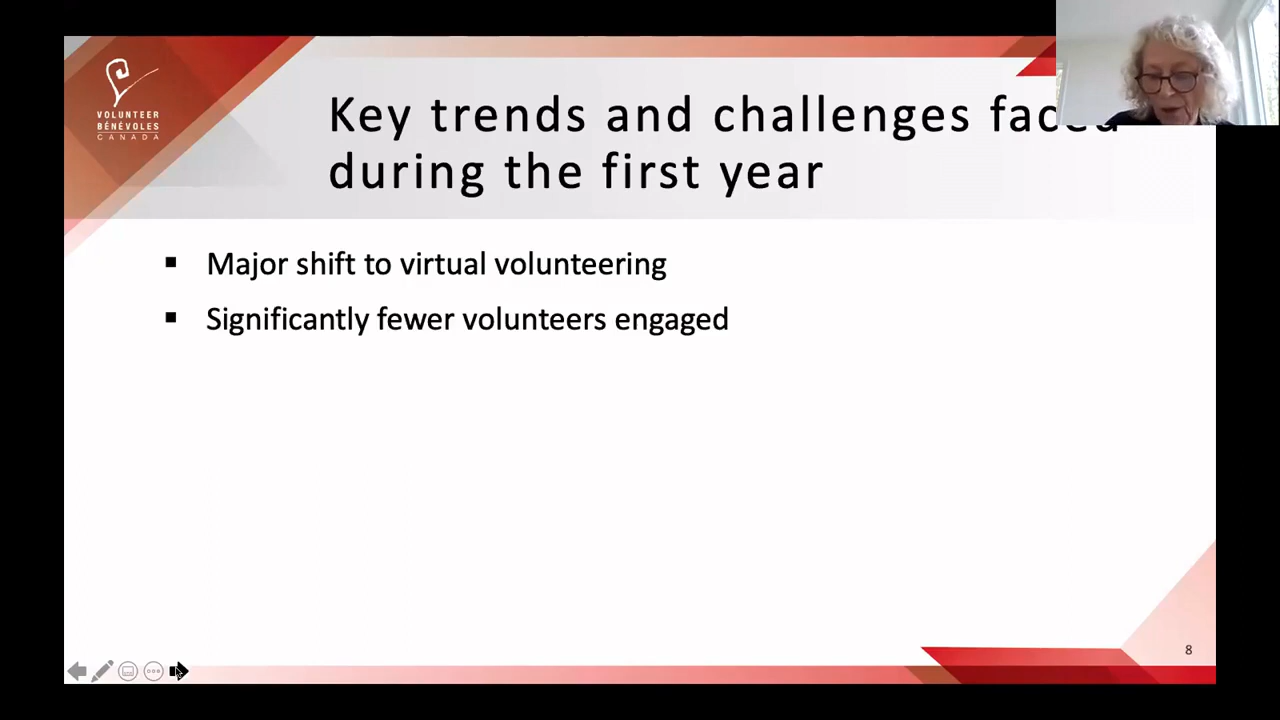 VOLUNTEER
BÉNÉVOLES
CANADA
Key trends and challenges faced
during the first year
▪ Major shift to virtual volunteering
▪ Significantly fewer volunteers engaged
8